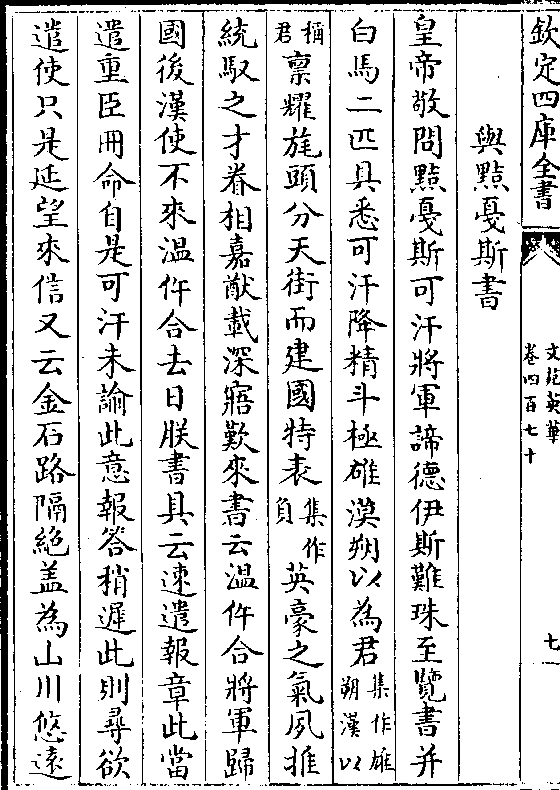 欽定四庫全書
文苑英華
卷四百七十
七
與黠戛斯書
皇帝敬問黠戛斯可汗將軍諦德伊斯難珠至覽書并
白馬二匹具悉可汗降精斗極雄漠朔以為君集作雄朔漠以
稱君稟耀旄頭分天街而建國特表集作負英豪之氣夙推
統馭之才眷相嘉猷載深寤歎來書云温仵合將軍歸
國後漢使不來温仵合去日朕書具云速遣報章此當
遣重臣冊命自是可汗未諭此意報答稍遲此則尋欲
遣使只是延望來信又云金石路隔絶盖為山川悠遠